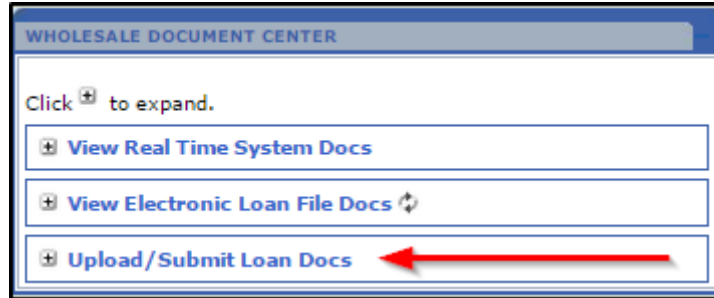 WHOLESALE DOCUMENT CENTER
Click to expand.
View Real Time System Docs
View Electronic Loan File Docs
Upload/Submit Loan Docs